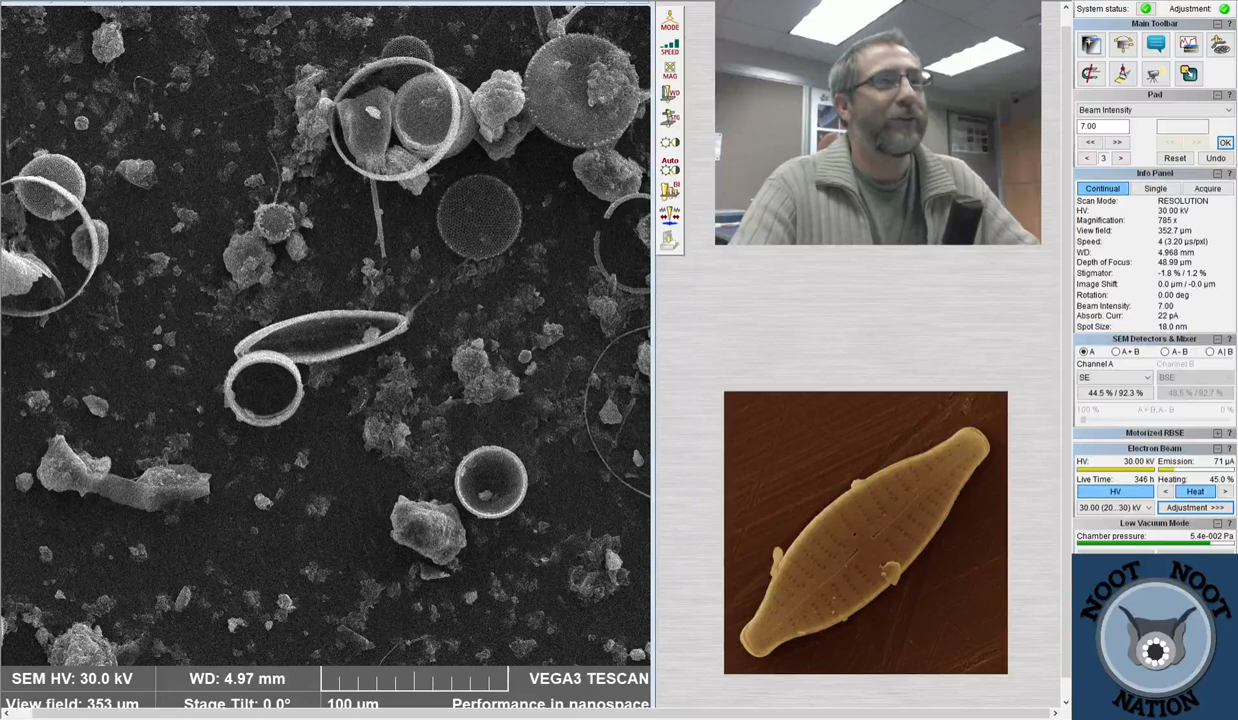 SEM HV: 30.0 kV
WD: 4.97 mm
VEGA3 TESCAN
View field: 353 µm
Stage Tilt: 0.0°
100 µm
Performance in nanospace
MODE
SPEED
MAG
WD
STG
Auto
BI
System status:
Adjustment:
Main Toolbar
Pad
Beam Intensity
7.00
<< >>
OK
< 3 >
Reset
Undo
Info Panel
Continual
Single
Acquire
Scan Mode: RESOLUTION
HV: 30.00 kV
Magnification: 785 x
View field: 352.7 µm
Speed: 4 (3.20 µs/pxl)
WD: 4.968 mm
Depth of Focus: 48.99 µm
Stigmator: -1.8 % / 1.2 %
Image Shift: 0.0 µm / -0.0 µm
Rotation: 0.00 deg
Beam Intensity: 7.00
Absorb. Curr: 22 pA
Spot Size: 18.0 nm
SEM Detectors & Mixer
A A + B A - B A | B
Channel A Channel B
SE BSE
44.5 % / 92.3 % 48.5 % / 92.7 %
100 % A+B,A-B 0 %
Motorized RBSE
Electron Beam
HV: 30.00 kV Emission: 71 µA
Live Time: 346 h Heating: 45.0 %
HV < Heat >
30.00 (20...30) kV Adjustment >>>
Low Vacuum Mode
Chamber pressure: 5.4e-002 Pa
NOOT NOOT
NATION